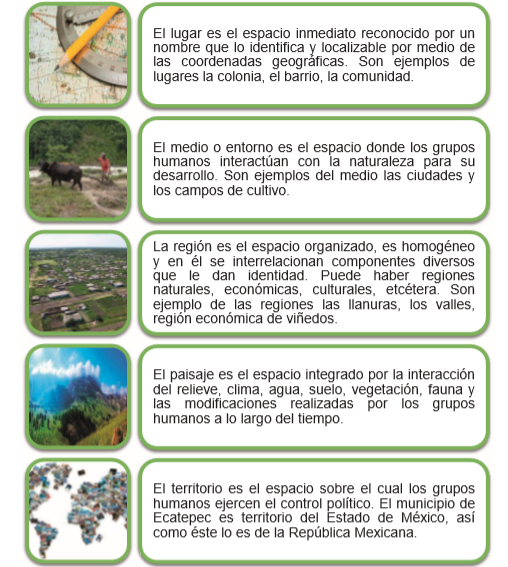 El lugar es el espacio inmediato reconocido por un
nombre que lo identifica y localizable por medio de
las coordenadas geográficas. Son ejemplos de
lugares la colonia, el barrio, la comunidad.
El medio o entorno es el espacio donde los grupos
humanos interactúan con la naturaleza para su
desarrollo. Son ejemplos del medio las ciudades y
los campos de cultivo.
La región es el espacio organizado, es homogéneo
y en él se interrelacionan componentes diversos
que le dan identidad. Puede haber regiones
naturales, económicas, culturales, etcétera. Son
ejemplo de las regiones las llanuras, los valles,
región económica de viñedos.
El paisaje es el espacio integrado por la interacción
del relieve, clima, agua, suelo, vegetación, fauna y
las modificaciones realizadas por los grupos
humanos a lo largo del tiempo.
El territorio es el espacio sobre el cual los grupos
humanos ejercen el control político. El municipio de
Ecatepec es territorio del Estado de México, así
como éste lo es de la República Mexicana.